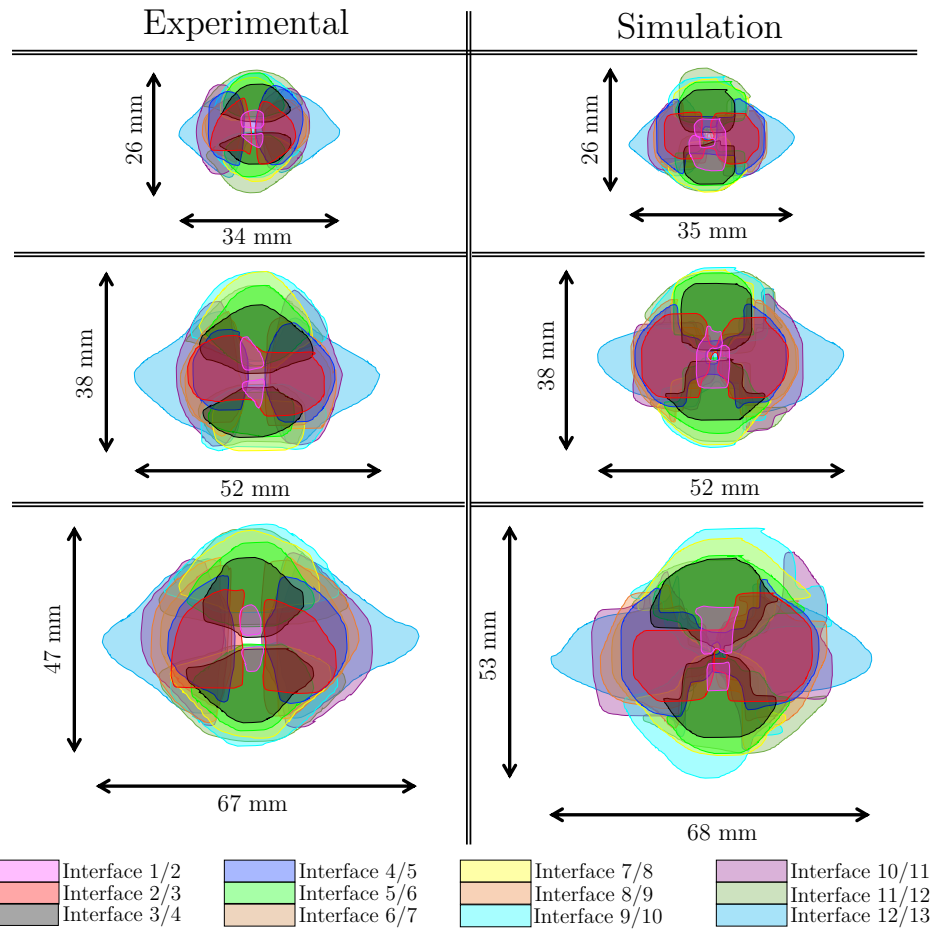 Experimental
Simulation
26 mm
34 mm
26 mm
35 mm
38 mm
52 mm
38 mm
52 mm
47 mm
67 mm
53 mm
68 mm
Interface 1/2
Interface 4/5
Interface 7/8
Interface 10/11
Interface 2/3
Interface 5/6
Interface 8/9
Interface 11/12
Interface 3/4
Interface 6/7
Interface 9/10
Interface 12/13